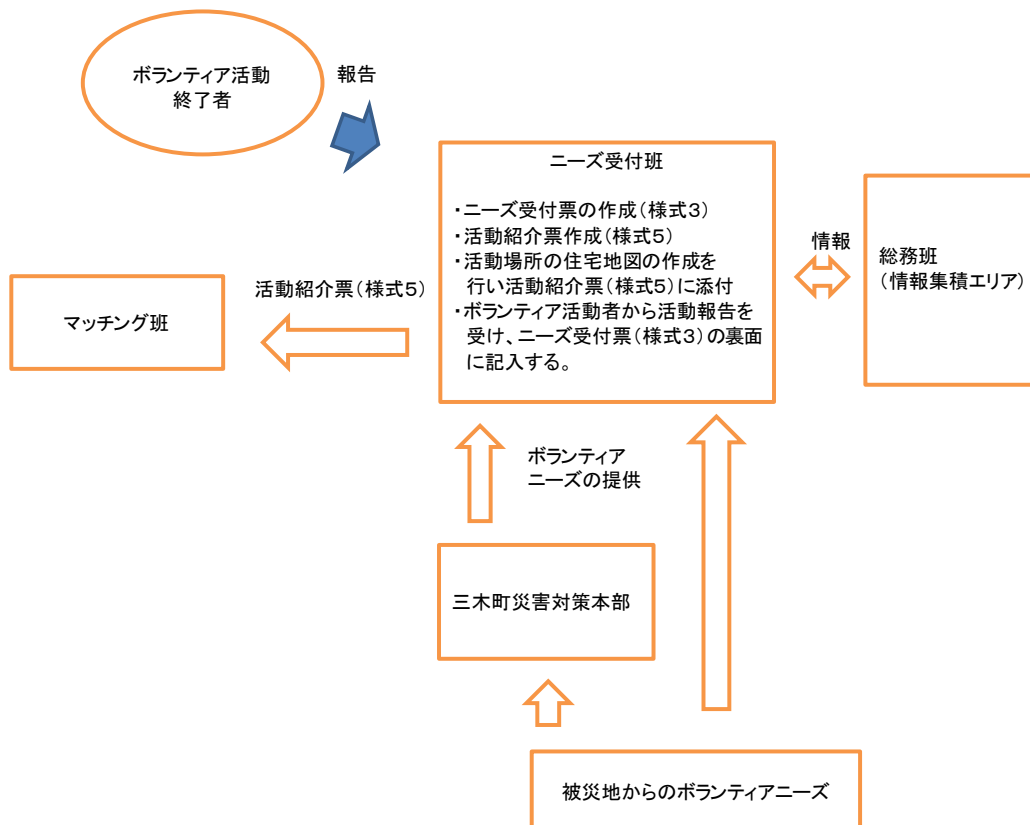 ボランティア活動
終了者
報告
ニーズ受付班
・ニーズ受付票の作成(様式3)
・活動紹介票作成(様式5)
・活動場所の住宅地図の作成を
行い活動紹介票(様式5)に添付
・ボランティア活動者から活動報告を
受け、ニーズ受付票(様式3)の裏面
に記入する。
情報
総務班
(情報集積エリア)
活動紹介票(様式5)
マッチング班
ボランティア
ニーズの提供
三木町災害対策本部
被災地からのボランティアニーズ